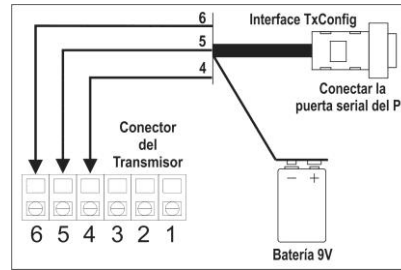 6
Interface TxConfig
5
4
Conectar la
puerta serial del P
Conector
del
Transmisor
6 5 4 3 2 1
– +
Batería 9V